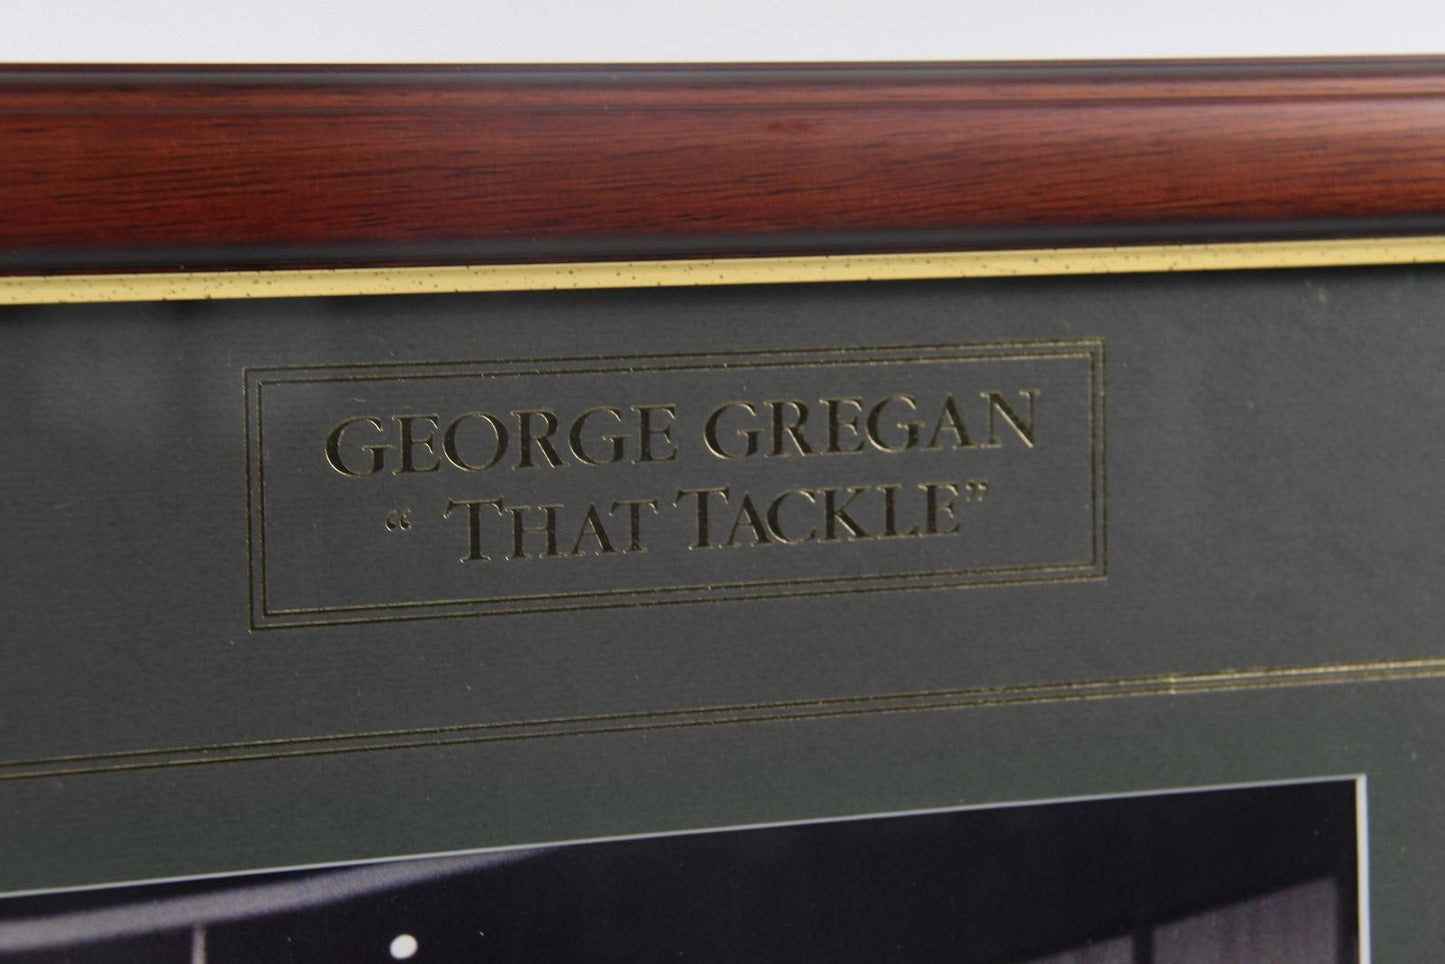 GEORGE GREGAN
“ THAT TACKLE”